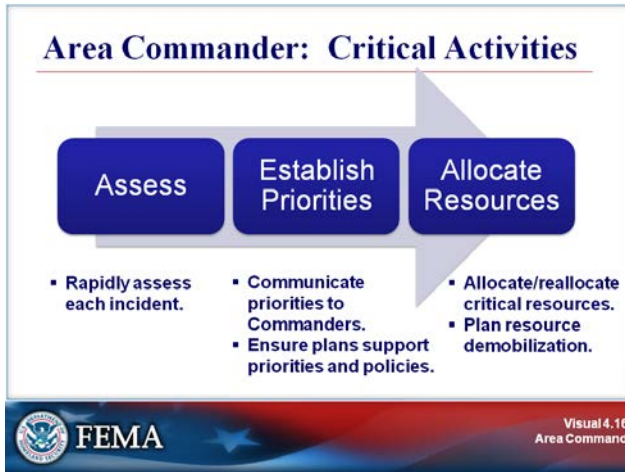 Area Commander: Critical Activities
Assess
Establish
Priorities
Allocate
Resources
▪ Rapidly assess
each incident.
▪ Communicate
priorities to
Commanders.
▪ Ensure plans support
priorities and policies.
▪ Allocate/reallocate
critical resources.
▪ Plan resource
demobilization.
FEMA
Visual 4.16
Area Command